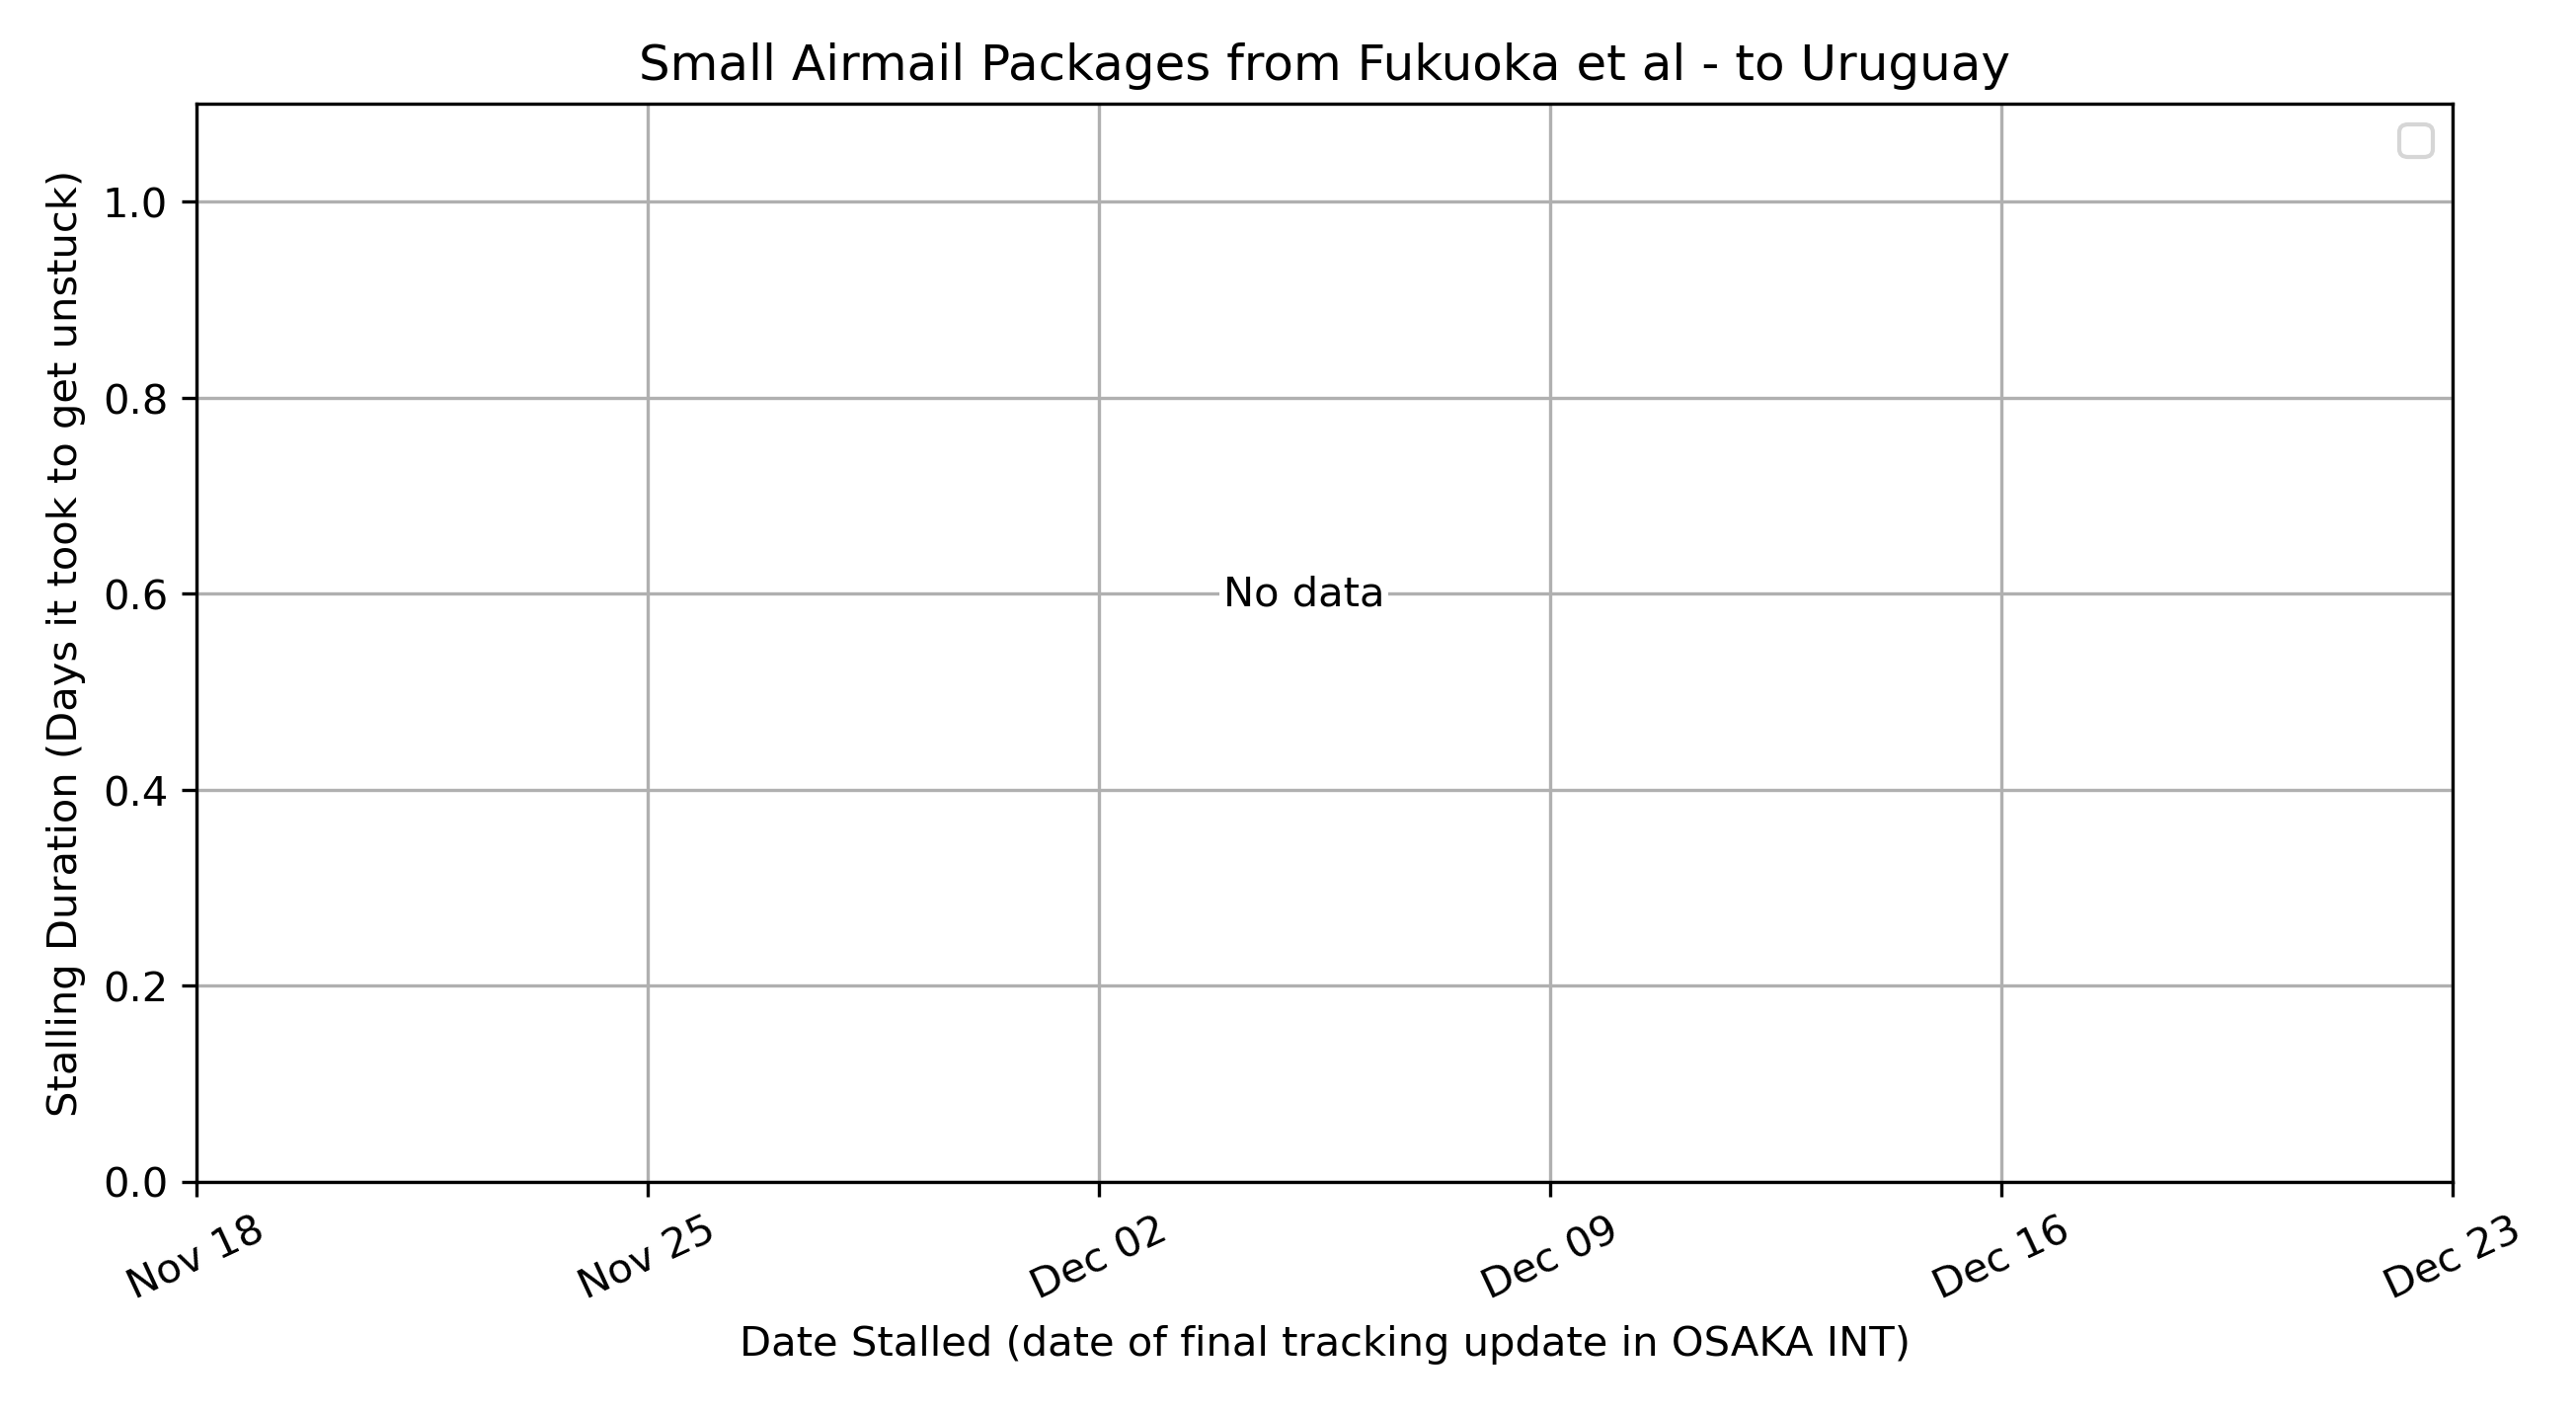 Small Airmail Packages from Fukuoka et al - to Uruguay
Stalling Duration (Days it took to get unstuck)
1.0
0.8
0.6
0.4
0.2
0.0
No data
Nov 18
Nov 25
Dec 02
Dec 09
Dec 16
Dec 23
Date Stalled (date of final tracking update in OSAKA INT)